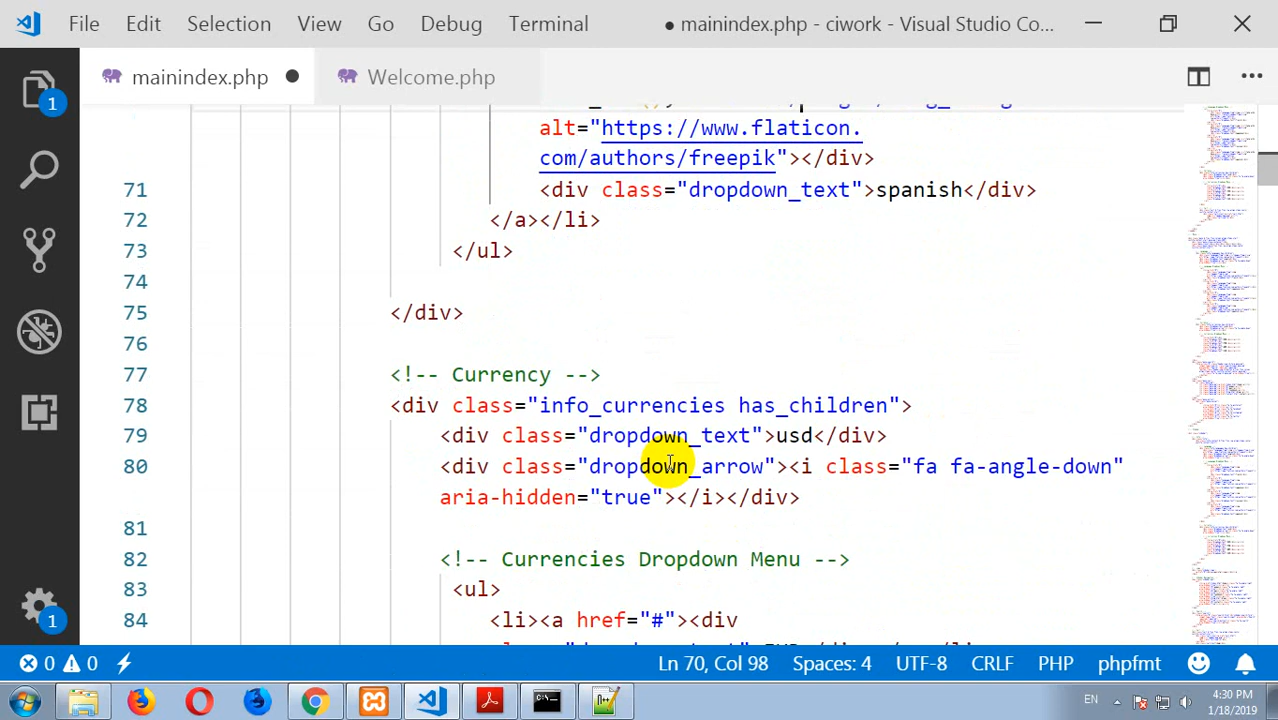 File Edit Selection View Go Debug Terminal ● mainindex.php - ciwork - Visual Studio Co...
mainindex.php ● Welcome.php
alt="https://www.flaticon.
com/authors/freepik"></div>
71 <div class="dropdown_text">spanish</div>
72 </a></li>
73 </ul>
74
75 </div>
76
77 <!-- Currency -->
78 <div class="info_currencies has_children">
79 <div class="dropdown_text">usd</div>
80 <div class="dropdown_arrow"><i class="fa fa-angle-down"
aria-hidden="true"></i></div>
81
82 <!-- Currencies Dropdown Menu -->
83 <ul>
84 <li><a href="#"><div
1
1
0 0 Ln 70, Col 98 Spaces: 4 UTF-8 CRLF PHP phpfmt
EN 4:30 PM
1/18/2019